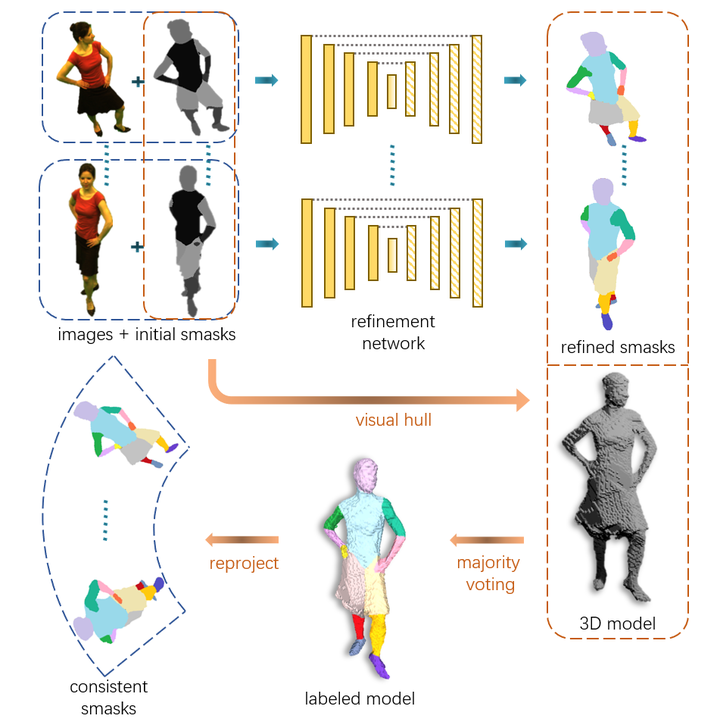 images + initial smasks
refinement
network
refined smasks
visual hull
reproject
majority
voting
3D model
consistent
smasks
labeled model